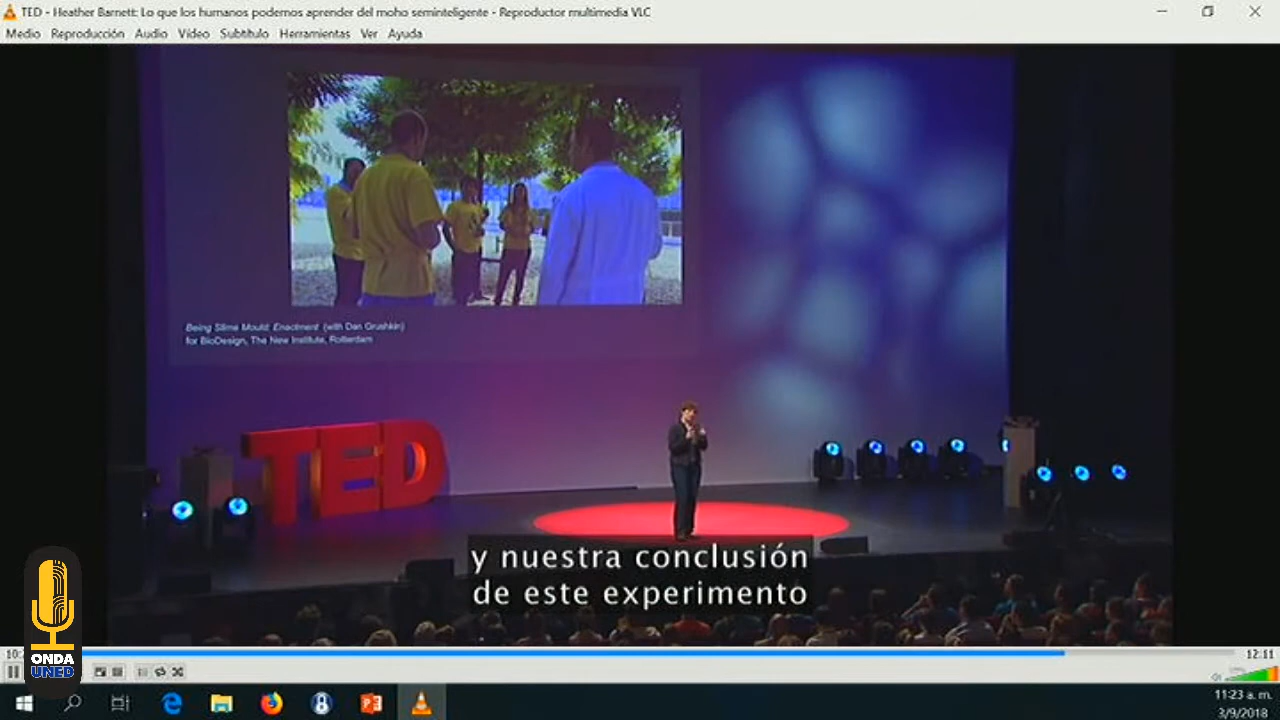 TED - Heather Barnett: Lo que los humanos podemos aprender del moho seminteligente - Reproductor multimedia VLC
Medio Reproducción Audio Vídeo Subtítulo Herramientas Ver Ayuda
Being Slime Mould: Enactment (with Dan Grushkin)
for BioDesign, The New Institute, Rotterdam
TED
y nuestra conclusión
de este experimento
12:11
ONDA
UNED
11:23 a. m.
3/9/2018